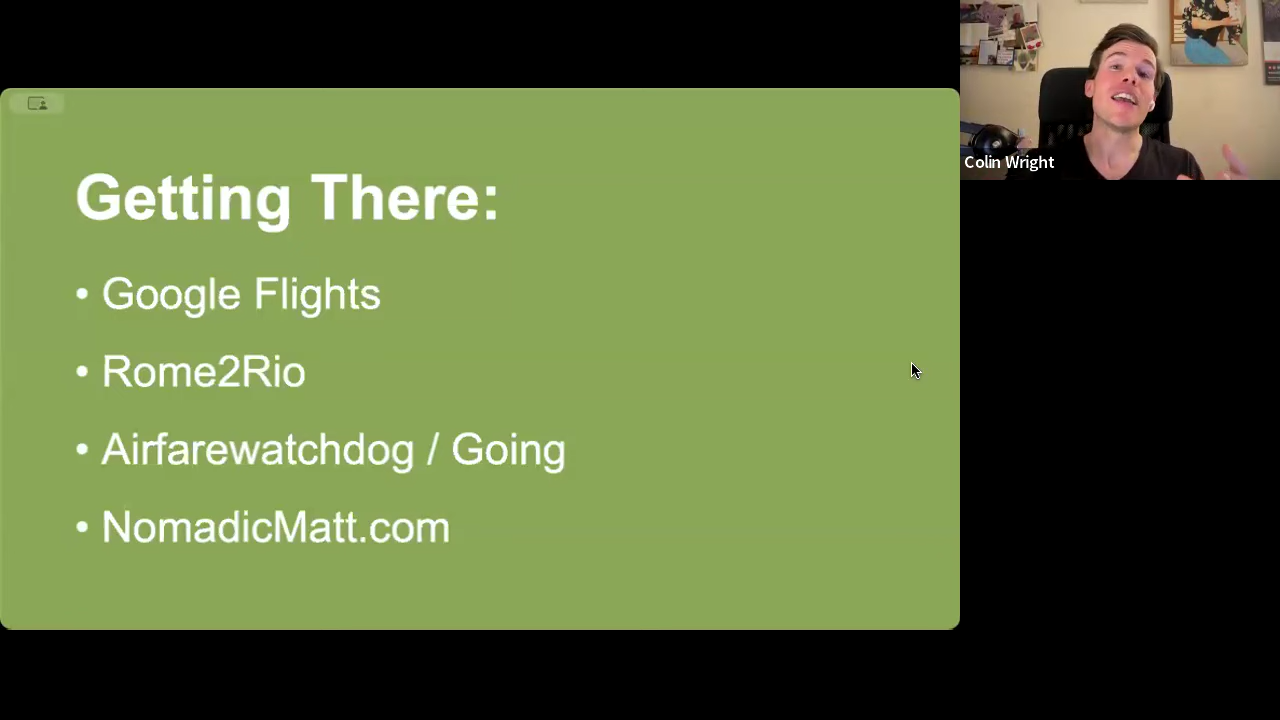 Getting There:
• Google Flights
• Rome2Rio
• Airfarewatchdog / Going
• NomadicMatt.com
Colin Wright